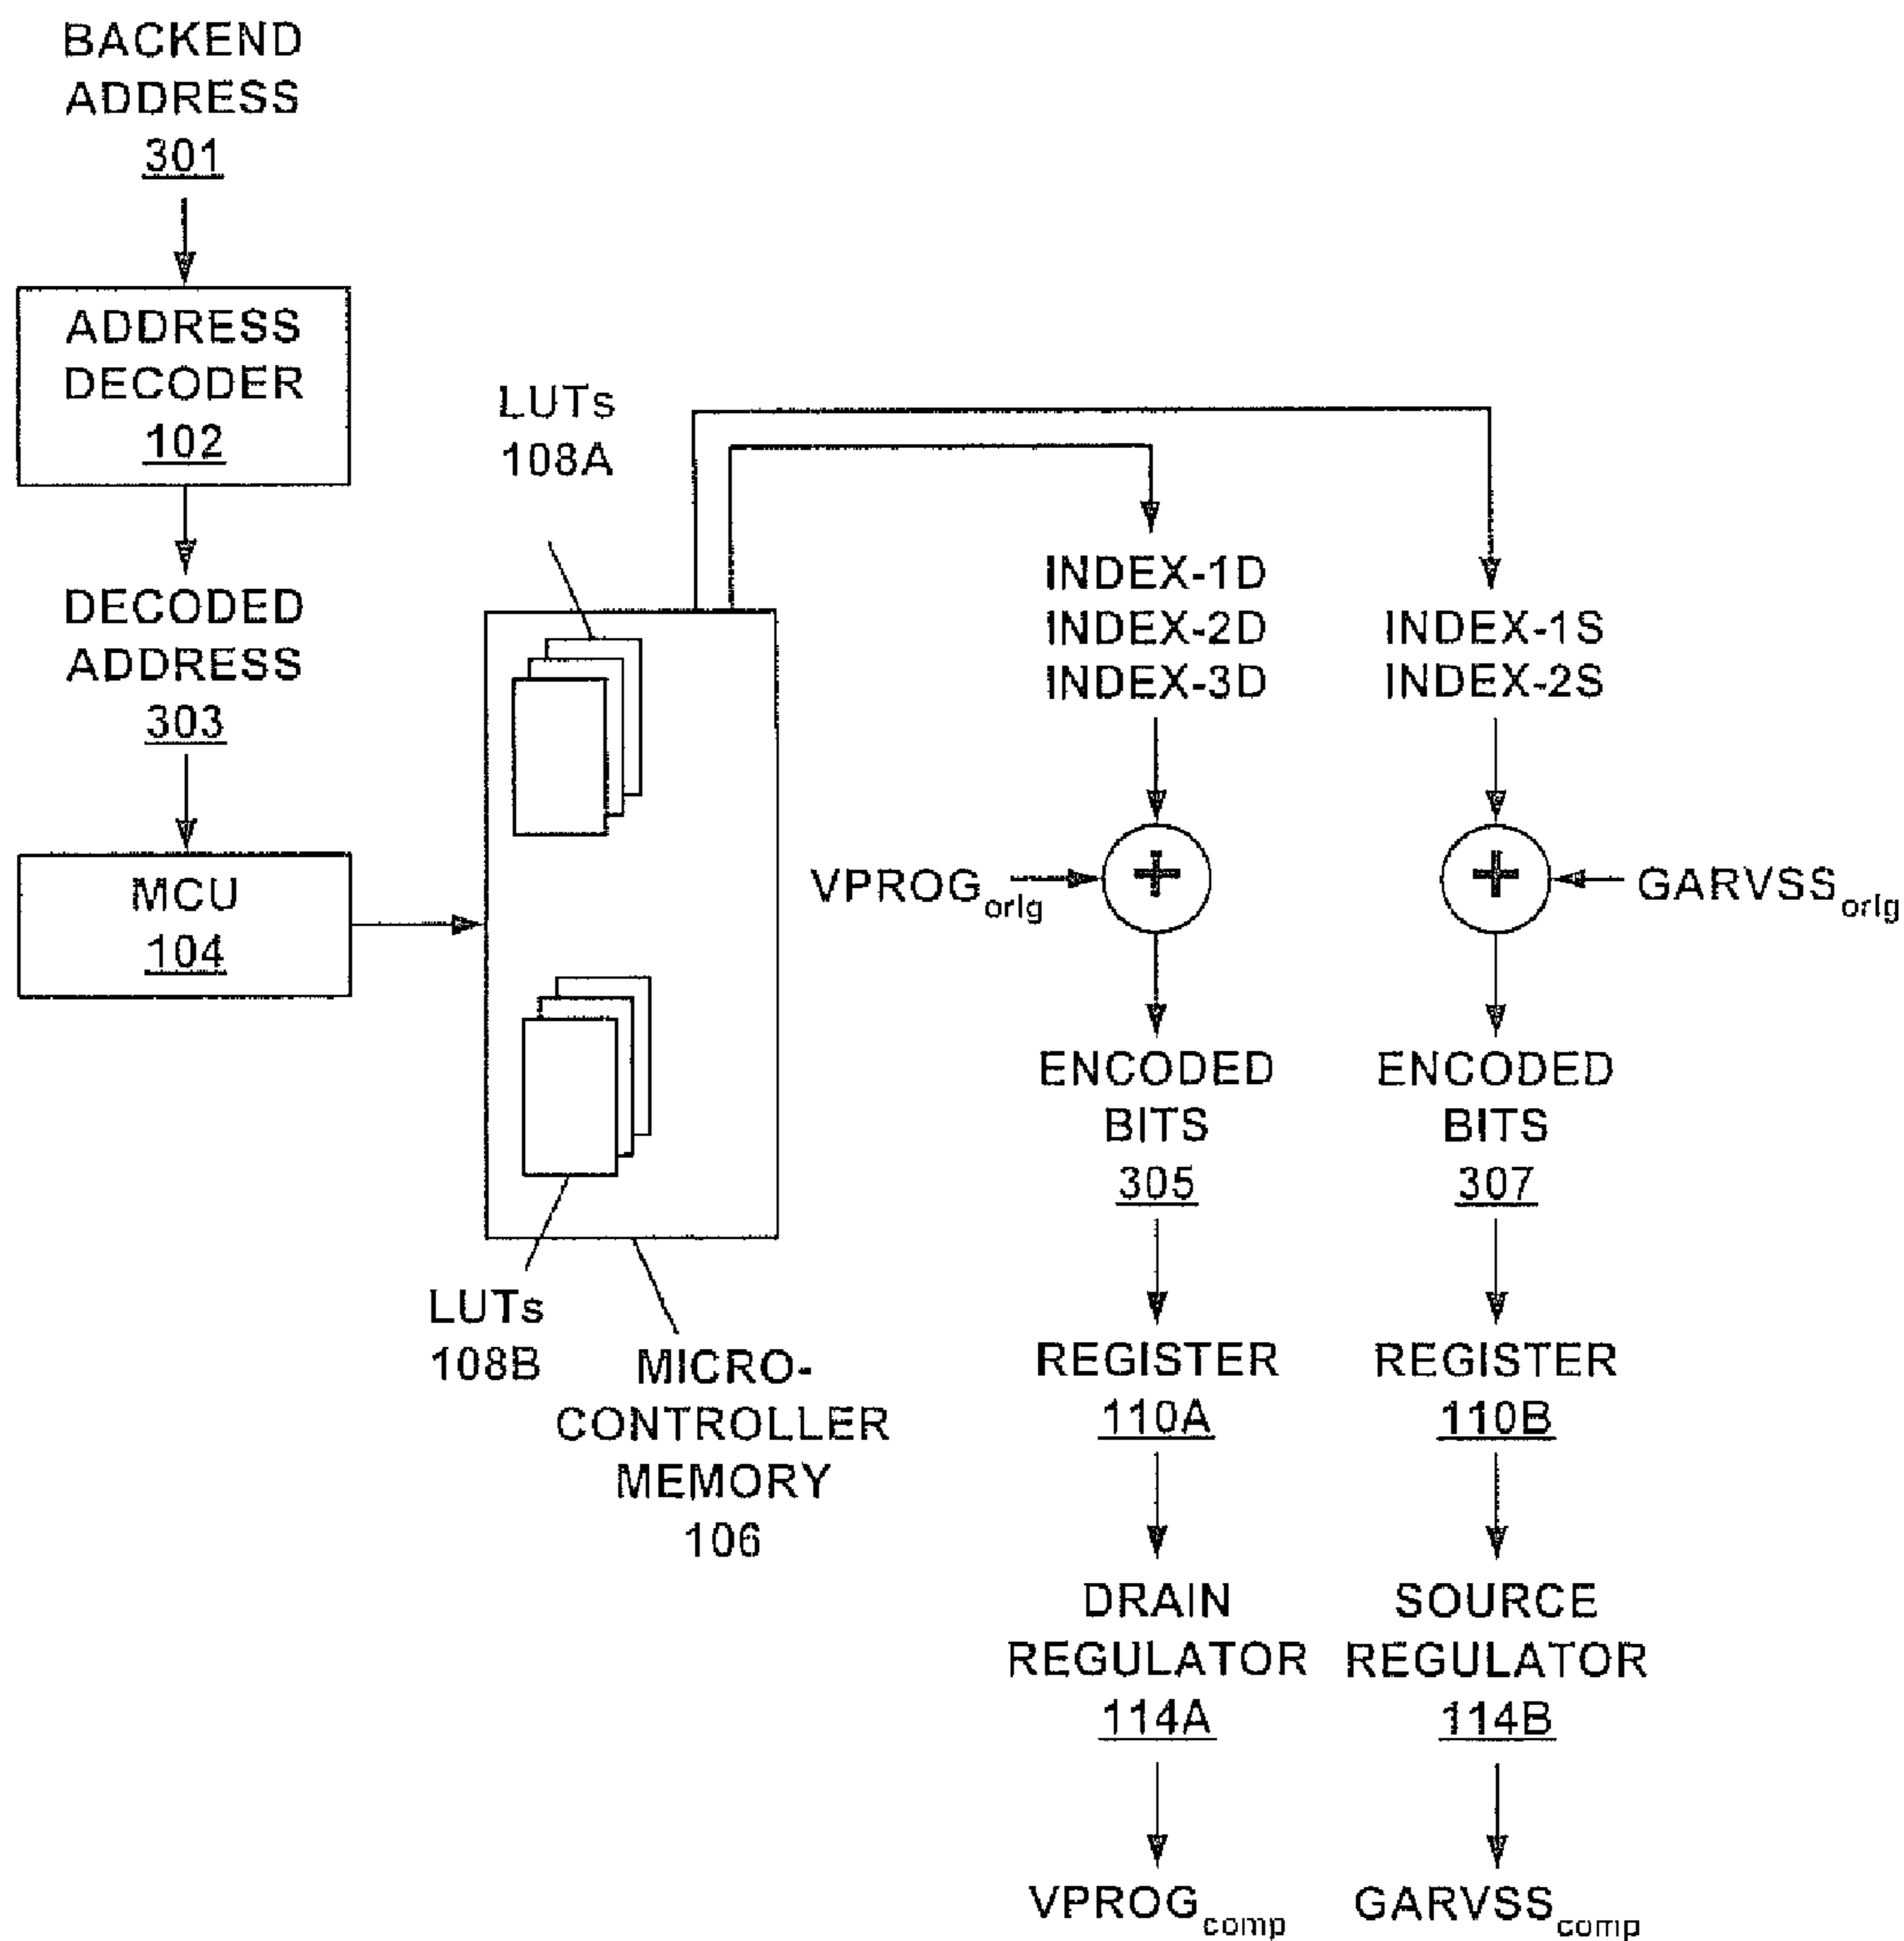 BACKEND
ADDRESS
301
ADDRESS
DECODER
102
DECODED
ADDRESS
303
MCU
104
LUTs
108A
LUTs
108B
MICRO-
CONTROLLER
MEMORY
106
INDEX-1D
INDEX-2D
INDEX-3D
VPROGorig
+
ENCODED
BITS
305
REGISTER
110A
DRAIN
REGULATOR
114A
VPROGcomp
INDEX-1S
INDEX-2S
+
GARVSSorig
ENCODED
BITS
307
REGISTER
110B
SOURCE
REGULATOR
114B
GARVSScomp